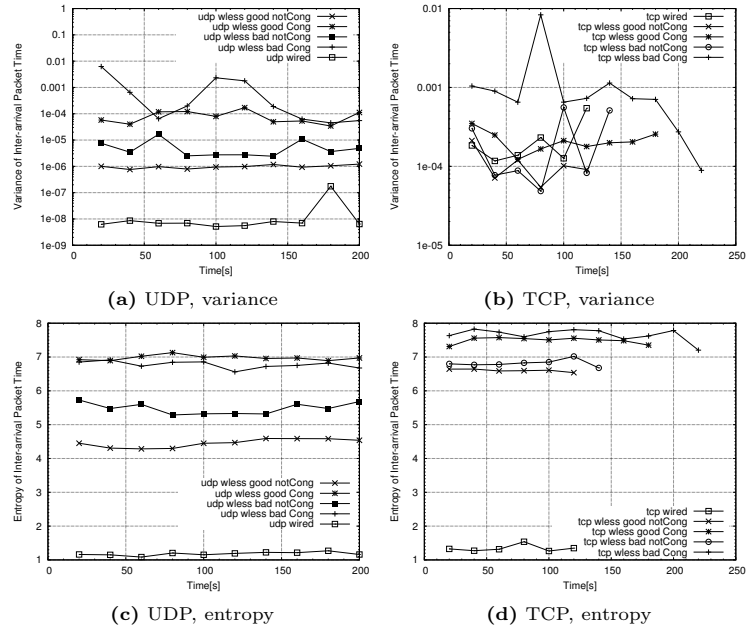 1
0.1
0.01
0.001
1e-04
1e-05
1e-06
1e-07
1e-08
1e-09
Variance of Inter-arrival Packet Time
udp wless good notCong
udp wless good Cong
udp wless bad notCong
udp wless bad Cong
udp wired
0 50 100 150 200
Time[s]
(a) UDP, variance
0.01
0.001
1e-04
1e-05
Variance of Inter-arrival Packet Time
tcp wired
tcp wless good notCong
tcp wless good Cong
tcp wless bad notCong
tcp wless bad Cong
0 50 100 150 200 250
Time[s]
(b) TCP, variance
8
7
6
5
4
3
2
1
Entropy of Inter-arrival Packet Time
udp wless good notCong
udp wless good Cong
udp wless bad notCong
udp wless bad Cong
udp wired
0 50 100 150 200
Time[s]
(c) UDP, entropy
8
7
6
5
4
3
2
1
Entropy of Inter-arrival Packet Time
tcp wired
tcp wless good notCong
tcp wless good Cong
tcp wless bad notCong
tcp wless bad Cong
0 50 100 150 200 250
Time[s]
(d) TCP, entropy